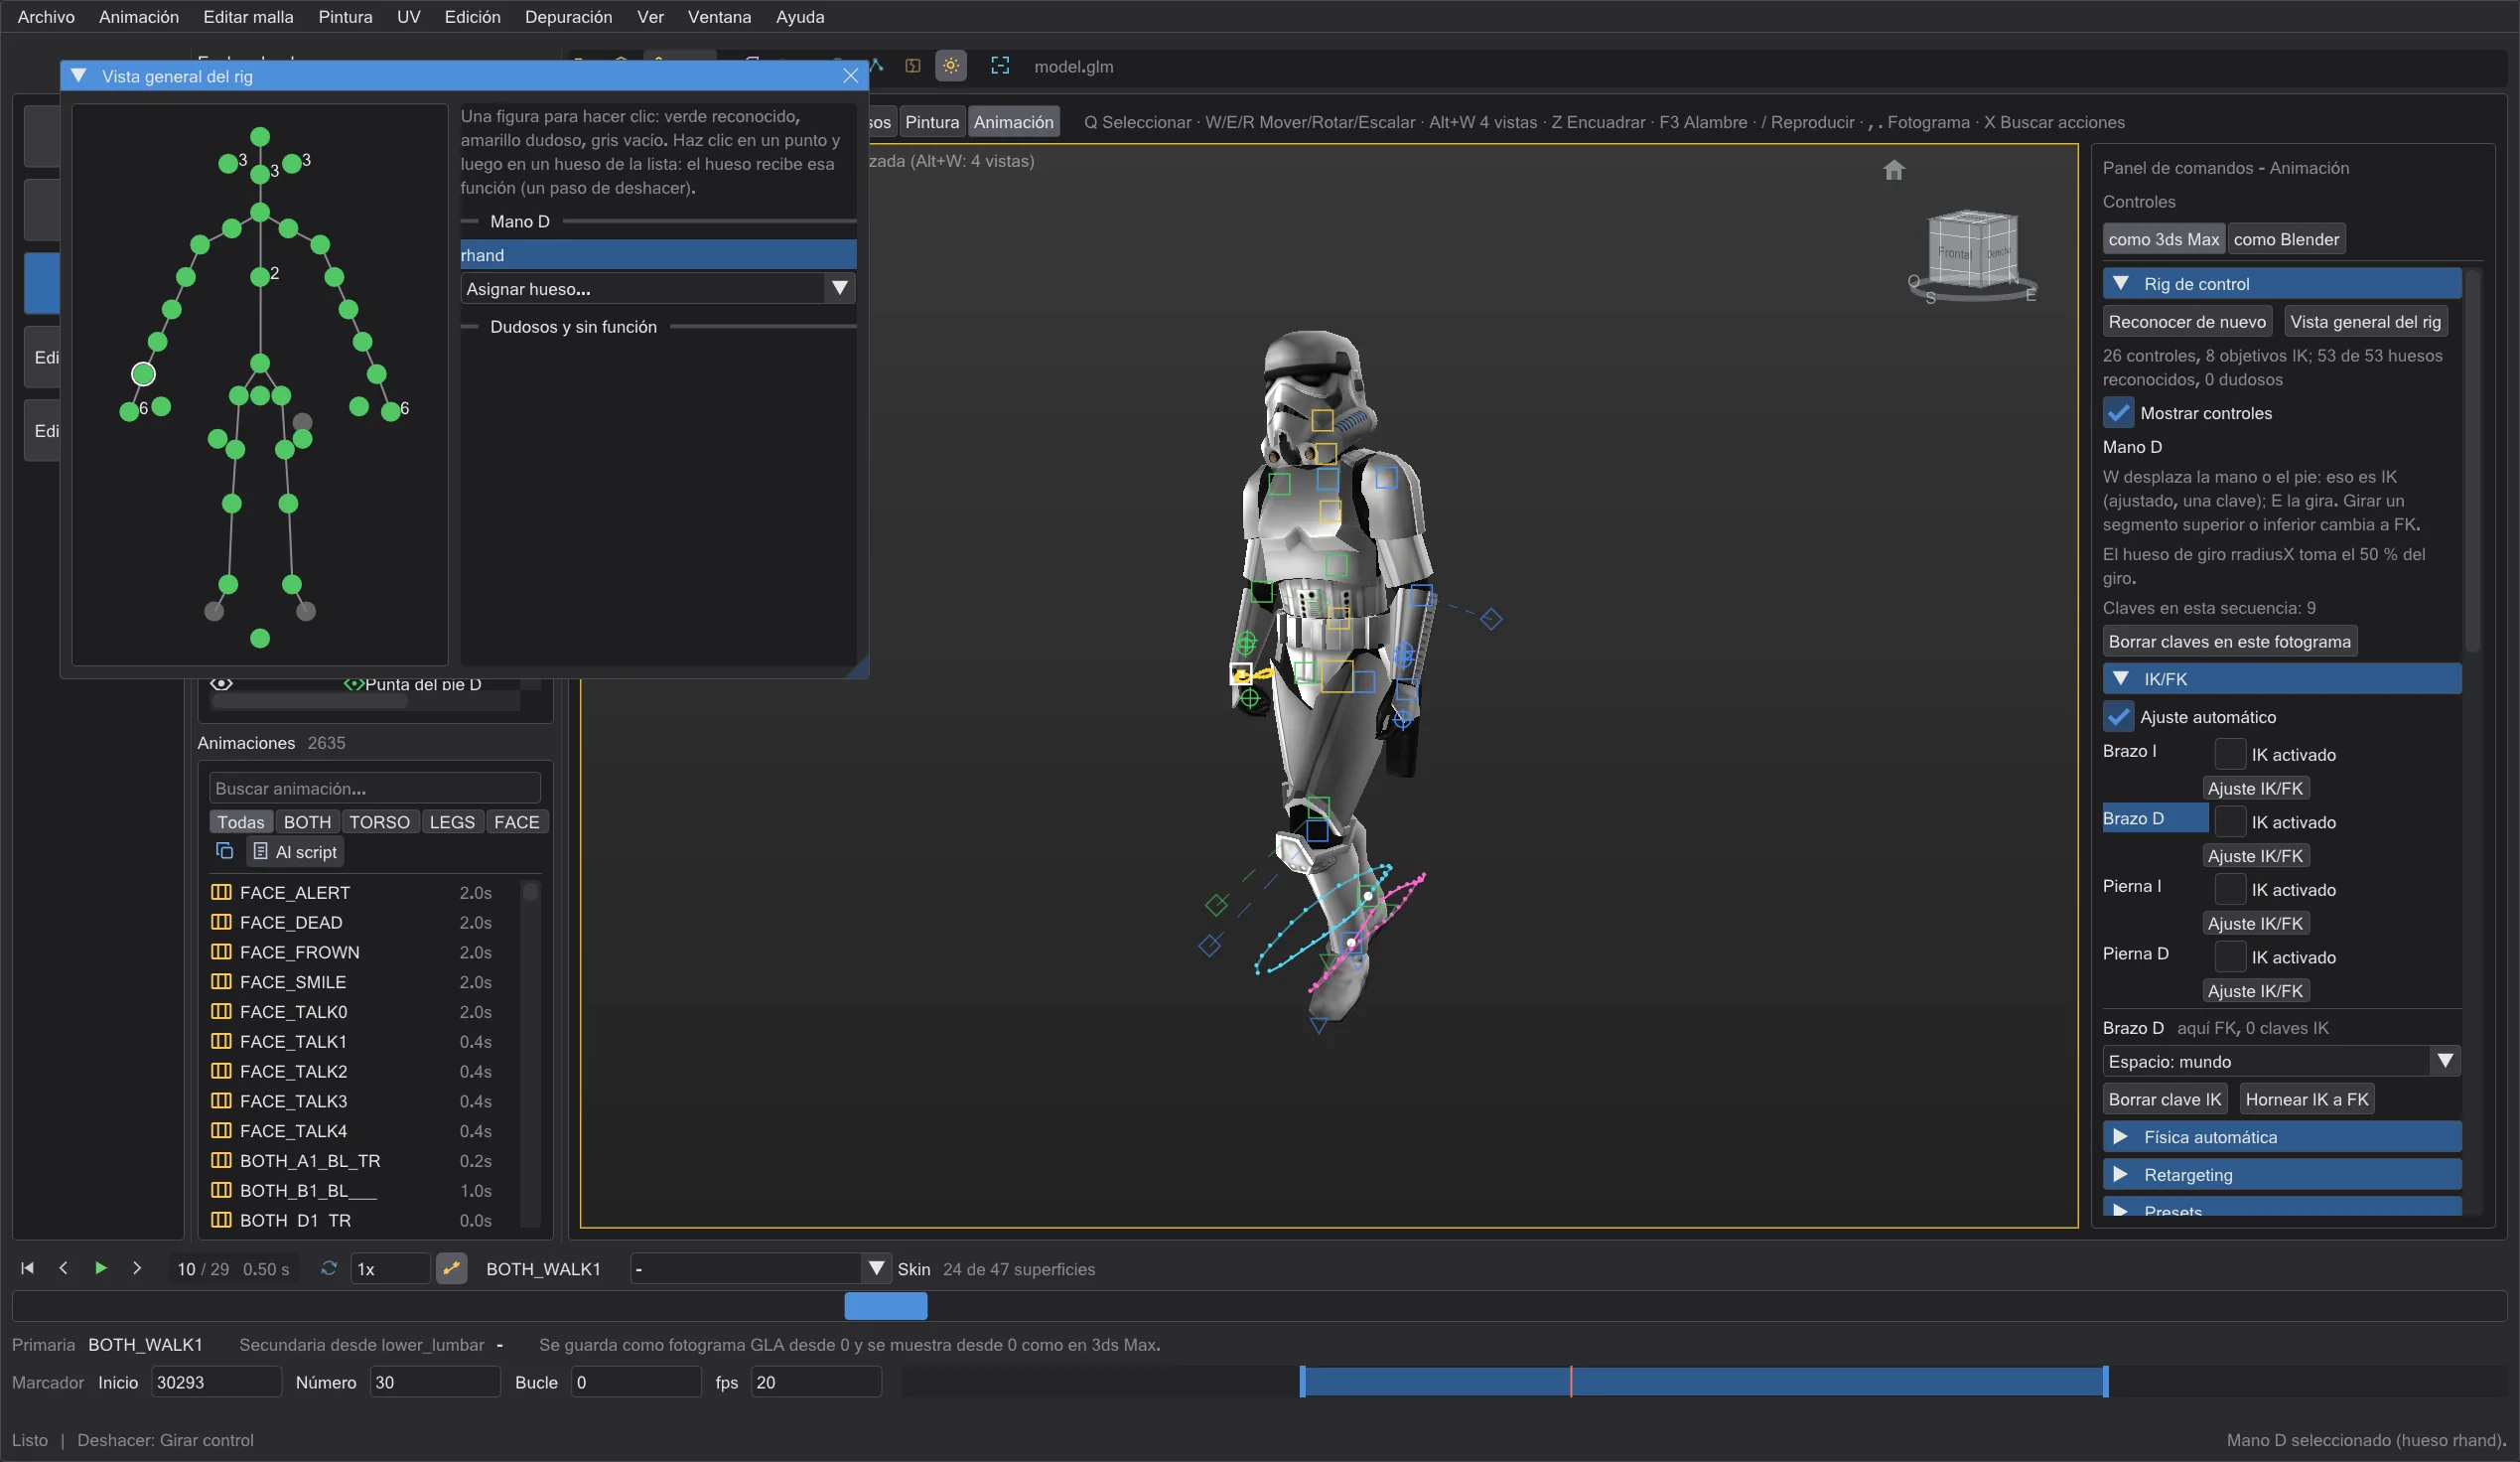 Archivo Animación Editar malla Pintura UV Edición Depuración Ver Ventana Ayuda
model.glm
Vista general del rig
Pintura Animación Q Seleccionar · W/E/R Mover/Rotar/Escalar · Alt+W 4 vistas · Z Encuadrar · F3 Alambre · / Reproducir · , . Fotograma · X Buscar acciones
zada (Alt+W: 4 vistas)
3 3
3
2
6 6
Una figura para hacer clic: verde reconocido,
amarillo dudoso, gris vacío. Haz clic en un punto y
luego en un hueso de la lista: el hueso recibe esa
función (un paso de deshacer).
Mano D
rhand
Asignar hueso...
Dudosos y sin función
Edi
Edi
Punta del pie D
Animaciones 2635
Buscar animación...
Todas BOTH TORSO LEGS FACE
AI script
FACE_ALERT 2.0s
FACE_DEAD 2.0s
FACE_FROWN 2.0s
FACE_SMILE 2.0s
FACE_TALK0 2.0s
FACE_TALK1 0.4s
FACE_TALK2 0.4s
FACE_TALK3 0.4s
FACE_TALK4 0.4s
BOTH_A1_BL_TR 0.2s
BOTH_B1_BL___ 1.0s
BOTH_D1_TR 0.0s
Frontal
O S E
Panel de comandos - Animación
Controles
como 3ds Max como Blender
Rig de control
Reconocer de nuevo Vista general del rig
26 controles, 8 objetivos IK; 53 de 53 huesos
reconocidos, 0 dudosos
Mostrar controles
Mano D
W desplaza la mano o el pie: eso es IK
(ajustado, una clave); E la gira. Girar un
segmento superior o inferior cambia a FK.
El hueso de giro rradiusX toma el 50 % del
giro.
Claves en esta secuencia: 9
Borrar claves en este fotograma
IK/FK
Ajuste automático
Brazo I IK activado
Ajuste IK/FK
Brazo D IK activado
Ajuste IK/FK
Pierna I IK activado
Ajuste IK/FK
Pierna D IK activado
Ajuste IK/FK
Brazo D aquí FK, 0 claves IK
Espacio: mundo
Borrar clave IK Hornear IK a FK
Física automática
Retargeting
Presets
10 / 29 0.50 s 1x BOTH_WALK1 - Skin 24 de 47 superficies
Primaria BOTH_WALK1 Secundaria desde lower_lumbar - Se guarda como fotograma GLA desde 0 y se muestra desde 0 como en 3ds Max.
Marcador Inicio 30293 Número 30 Bucle 0 fps 20
Listo | Deshacer: Girar control
Mano D seleccionado (hueso rhand).